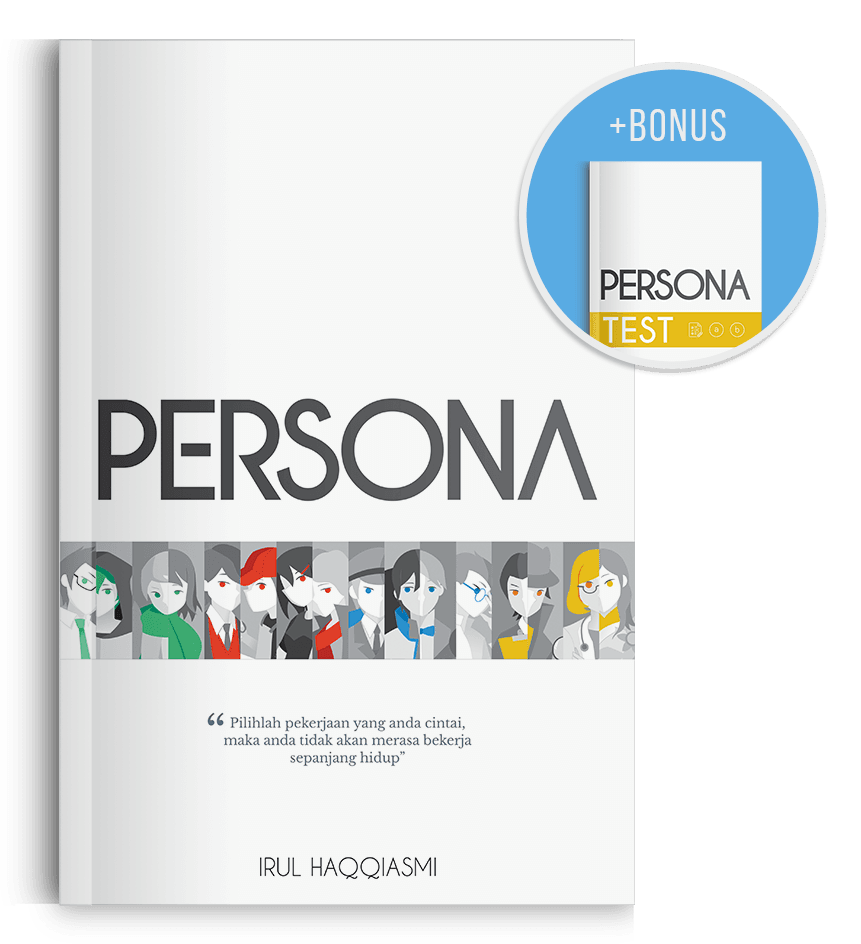 +BONUS
PERSONA
TEST
a b
PERSONA
“ Pilihlah pekerjaan yang anda cintai,
maka anda tidak akan merasa bekerja
sepanjang hidup”
IRUL HAQQIASMI